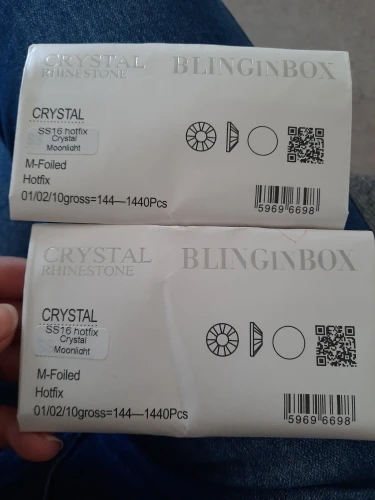 CRYSTAL BLINGINBOX
RHINESTONE
CRYSTAL
SS16 hotfix
Crystal
Moonlight
M-Foiled
Hotfix
01/02/10gross=144—1440Pcs
5969 6698
CRYSTAL BLINGINBOX
RHINESTONE
CRYSTAL
SS16 hotfix
Crystal
Moonlight
M-Foiled
Hotfix
01/02/10gross=144—1440Pcs
5969 6698